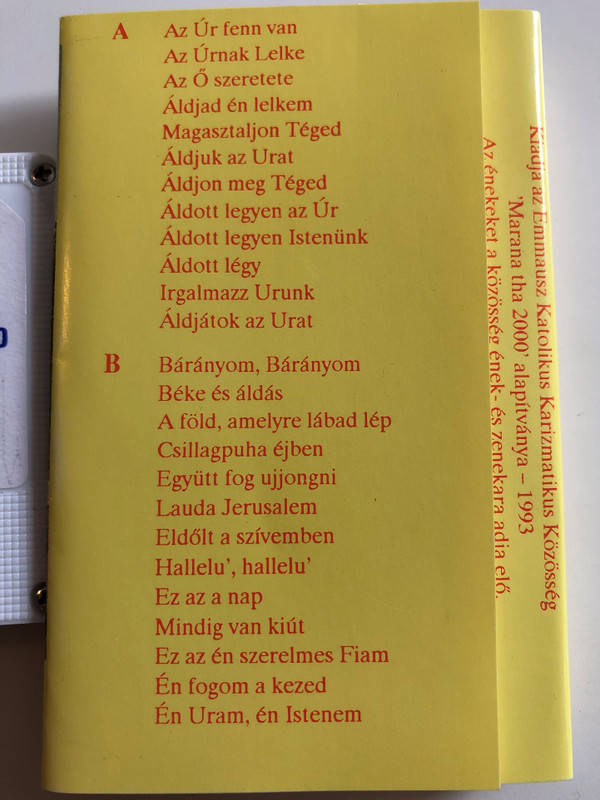 A Az Úr fenn van
Az Úrnak Lelke
Az Ő szeretete
Áldjad én lelkem
Magasztaljon Téged
Áldjuk az Urat
Áldjon meg Téged
Áldott legyen az Úr
Áldott legyen Istenünk
Áldott légy
Irgalmazz Urunk
Áldjátok az Urat
B Bárányom, Bárányom
Béke és áldás
A föld, amelyre lábad lép
Csillagpuha éjben
Együtt fog ujjongni
Lauda Jerusalem
Eldőlt a szívemben
Hallelu', hallelu'
Ez az a nap
Mindig van kiút
Ez az én szerelmes Fiam
Én fogom a kezed
Én Uram, én Istenem
Kiadja az Emmausz Katolikus Karizmatikus Közösség
'Marana tha 2000' alapítványa – 1993
Az énekeket a közösség ének- és zenekara adja elő.